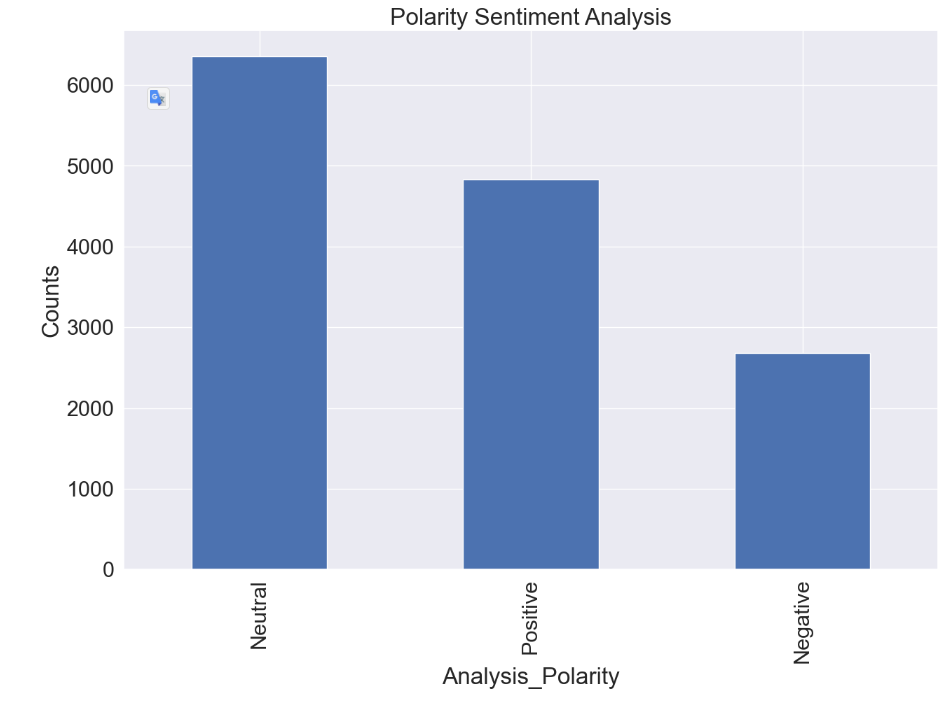 Polarity Sentiment Analysis
6000
5000
4000
3000
2000
1000
0
Counts
Neutral
Positive
Negative
Analysis_Polarity